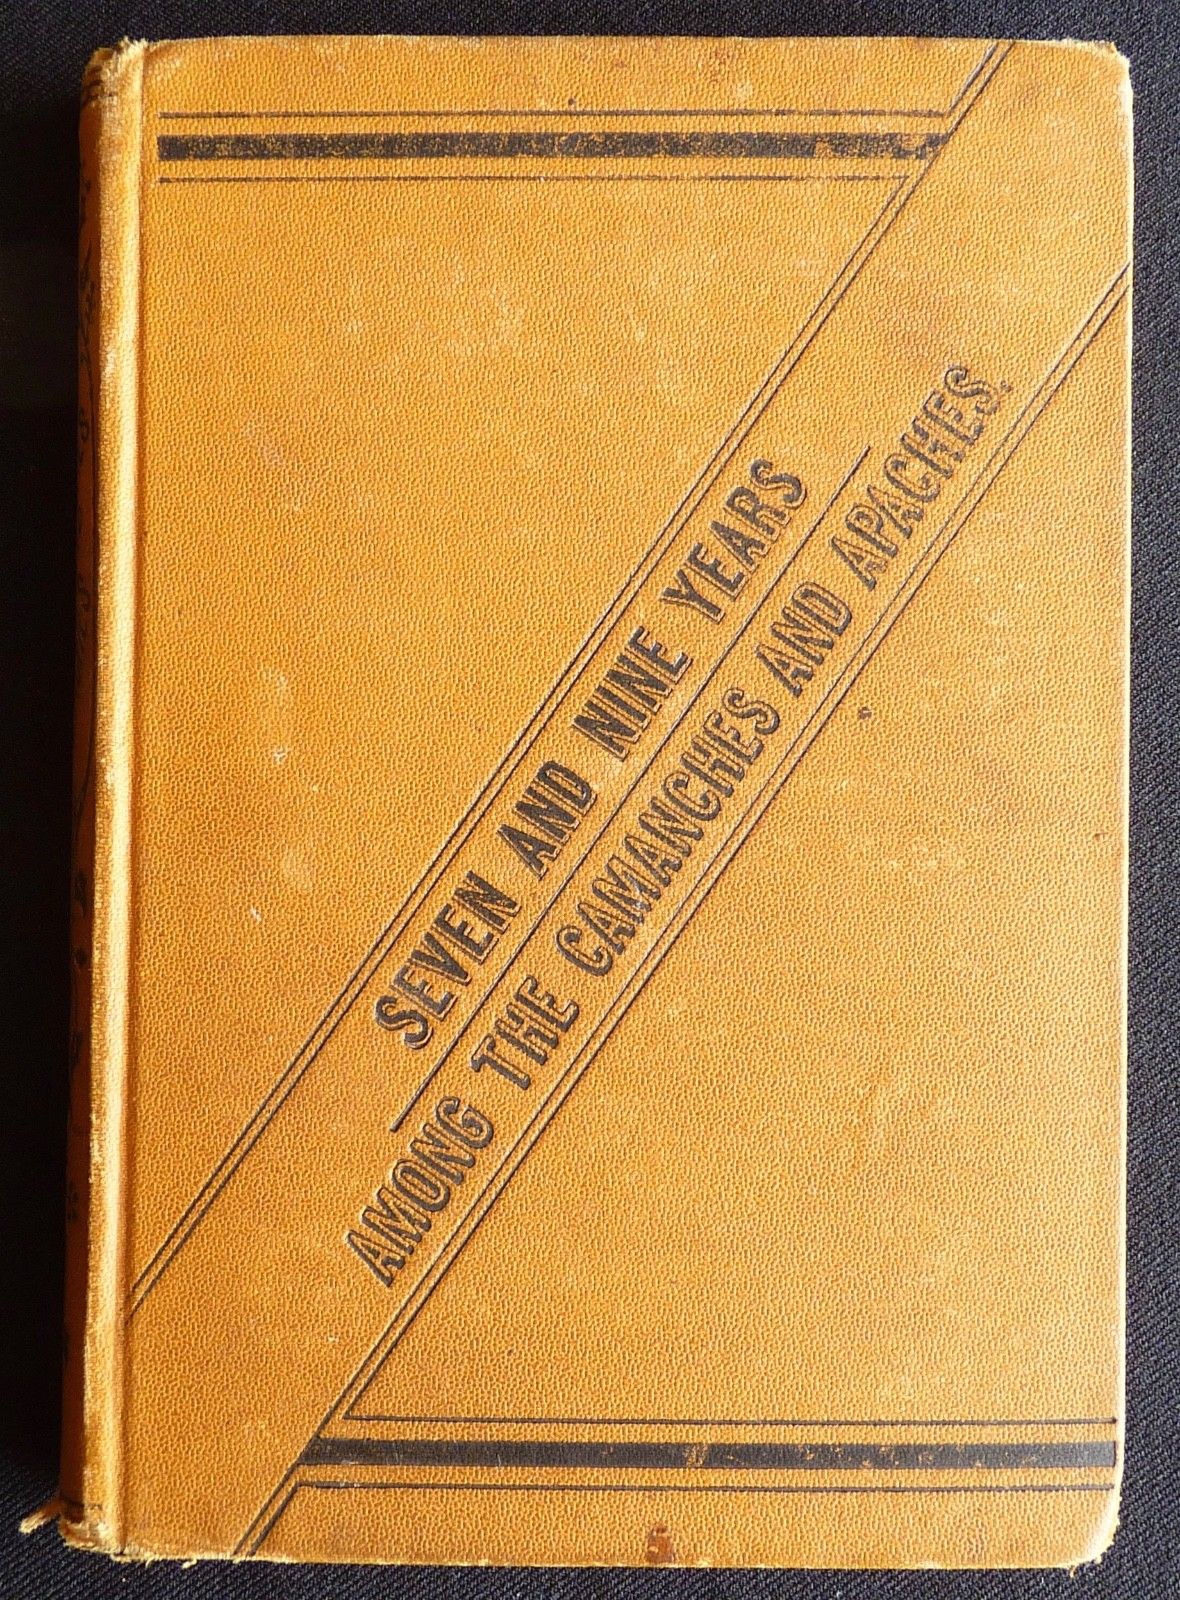 SEVEN AND NINE YEARS
AMONG THE CAMANCHES AND APACHES.